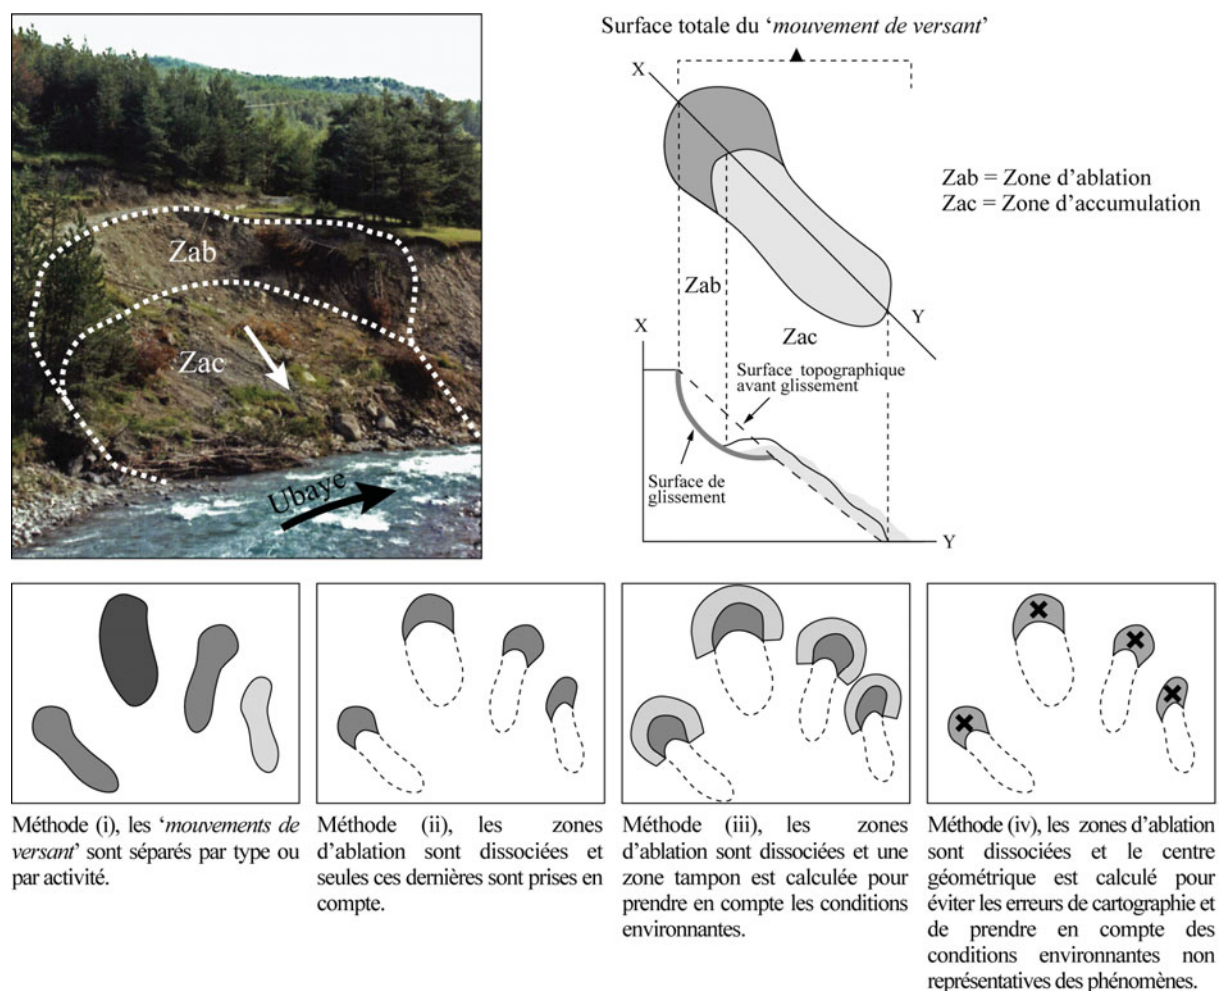 Surface totale du ‘mouvement de versant’
X
Zab = Zone d’ablation
Zac = Zone d’accumulation
Zab
Zac
Ubaye
Zab
Y
X
Zac
Surface topographique
avant glissement
Surface de
glissement
Y
Méthode (i), les ‘mouvements de
versant’ sont séparés par type ou
par activité.
Méthode (ii), les zones
d’ablation sont dissociées et
seules ces dernières sont prises en
compte.
Méthode (iii), les zones
d’ablation sont dissociées et une
zone tampon est calculée pour
prendre en compte les conditions
environnantes.
Méthode (iv), les zones d’ablation
sont dissociées et le centre
géométrique est calculé pour
éviter les erreurs de cartographie et
de prendre en compte des
conditions environnantes non
représentatives des phénomènes.